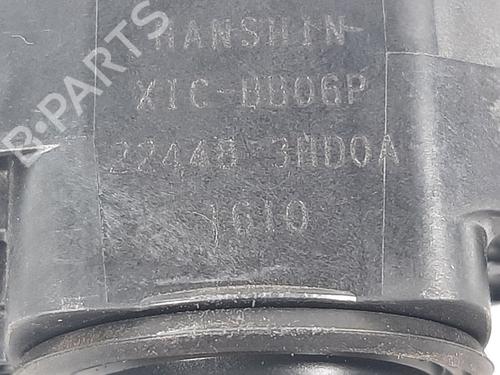 HANSHIN
XIC-BB06P
22448 3HD0A
1610
B-PARTS